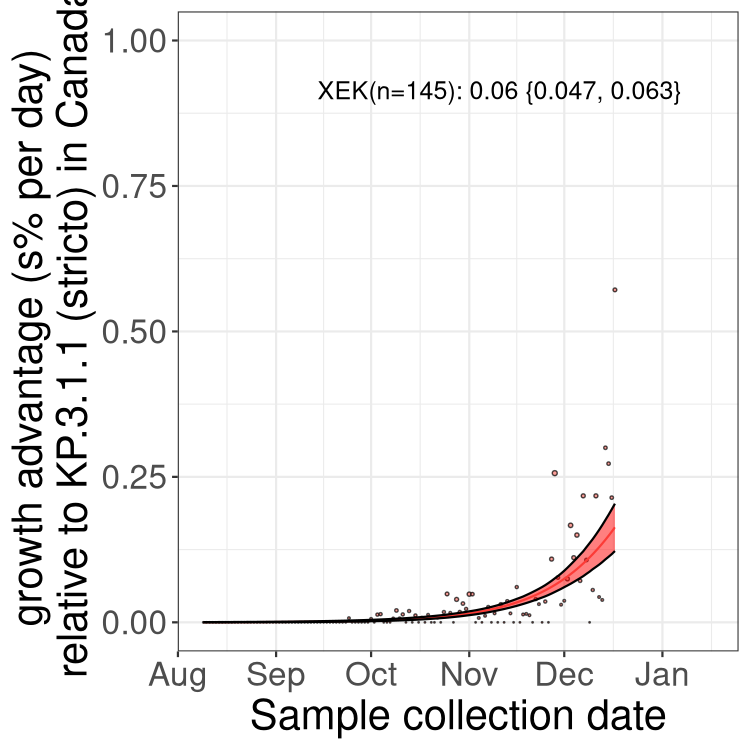 growth advantage (s% per day)
relative to KP.3.1.1 (stricto) in Canada
1.00
0.75
0.50
0.25
0.00
XEK(n=145): 0.06 {0.047, 0.063}
Aug Sep Oct Nov Dec Jan
Sample collection date